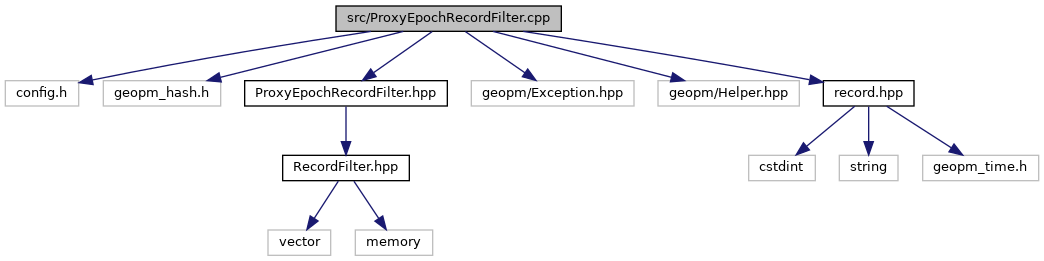 src/ProxyEpochRecordFilter.cpp
config.h
geopm_hash.h
ProxyEpochRecordFilter.hpp
geopm/Exception.hpp
geopm/Helper.hpp
record.hpp
RecordFilter.hpp
cstdint
string
geopm_time.h
vector
memory